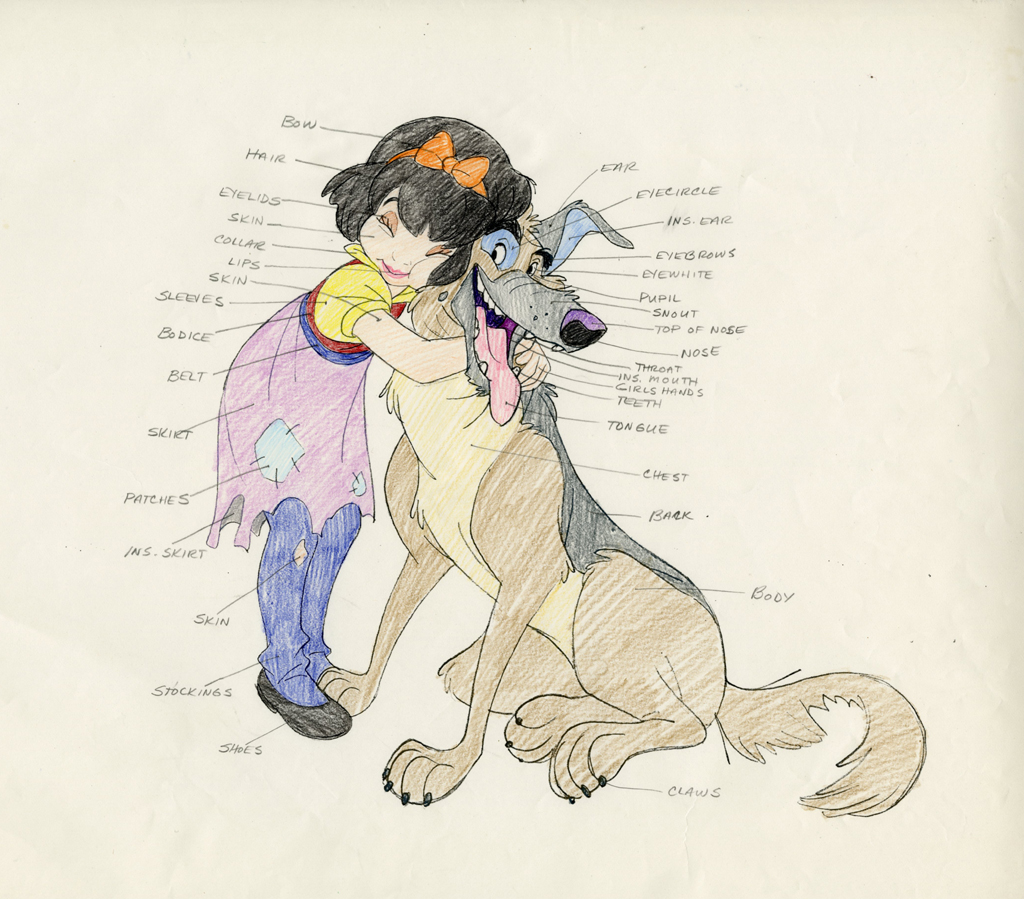 BOW
HAIR
EYELIDS
SKIN
COLLAR
LIPS
SKIN
SLEEVES
BODICE
BELT
SKIRT
PATCHES
INS. SKIRT
SKIN
STOCKINGS
SHOES
EAR
EYECIRCLE
INS. EAR
EYEBROWS
EYEWHITE
PUPIL
SNOUT
TOP OF NOSE
NOSE
THROAT
INS. MOUTH
GIRLS HANDS
TEETH
TONGUE
CHEST
BACK
BODY
CLAWS